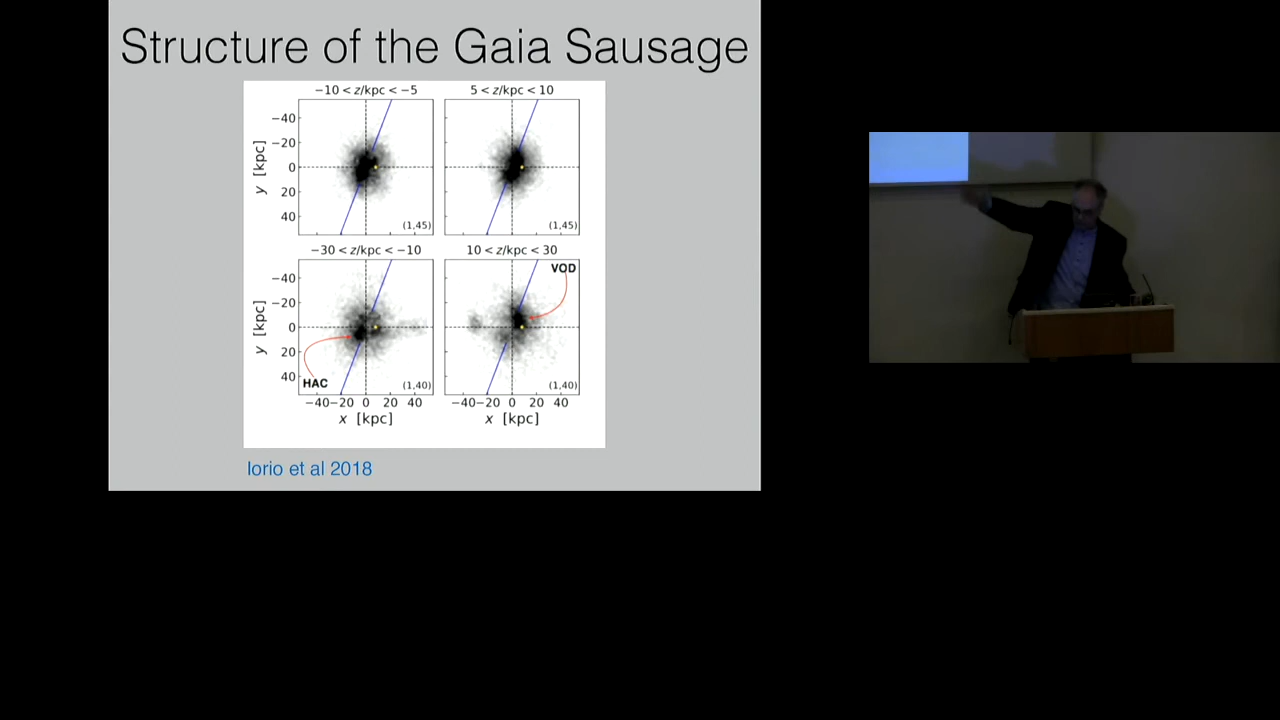 Structure of the Gaia Sausage
−10 < z/kpc < −5
5 < z/kpc < 10
−40
−20
0
20
40
y [kpc]
(1,45)
(1,45)
−30 < z/kpc < −10
10 < z/kpc < 30
VOD
−40
−20
0
20
40
y [kpc]
HAC
(1,40)
(1,40)
−40 −20 0 20 40
−40 −20 0 20 40
x [kpc]
x [kpc]
Iorio et al 2018